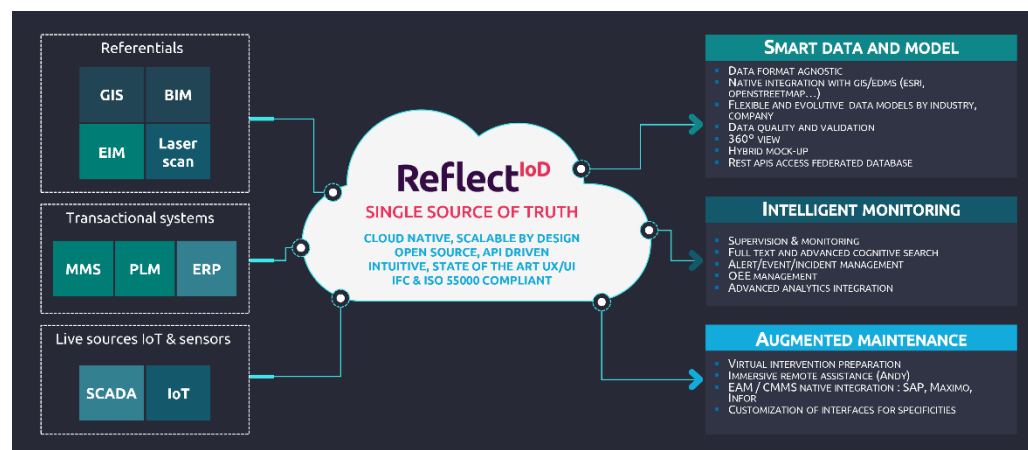 Referentials
GIS
BIM
EIM
Laser
scan
Transactional systems
MMS
PLM
ERP
Live sources IoT & sensors
SCADA
IoT
ReflectIoD
SINGLE SOURCE OF TRUTH
CLOUD NATIVE, SCALABLE BY DESIGN
OPEN SOURCE, API DRIVEN
INTUITIVE, STATE OF THE ART UX/UI
IFC & ISO 55000 COMPLIANT
SMART DATA AND MODEL
DATA FORMAT AGNOSTIC
NATIVE INTEGRATION WITH GIS/EDMS (ESRI,
OPENSTREETMAP...)
FLEXIBLE AND EVOLUTIVE DATA MODELS BY INDUSTRY,
COMPANY
DATA QUALITY AND VALIDATION
360° VIEW
HYBRID MOCK-UP
REST APIS ACCESS FEDERATED DATABASE
INTELLIGENT MONITORING
SUPERVISION & MONITORING
FULL TEXT AND ADVANCED COGNITIVE SEARCH
ALERT/EVENT/INCIDENT MANAGEMENT
OEE MANAGEMENT
ADVANCED ANALYTICS INTEGRATION
AUGMENTED MAINTENANCE
VIRTUAL INTERVENTION PREPARATION
IMMERSIVE REMOTE ASSISTANCE (ANDY)
EAM / CMMS NATIVE INTEGRATION : SAP, MAXIMO,
INFOR
CUSTOMIZATION OF INTERFACES FOR SPECIFICITIES